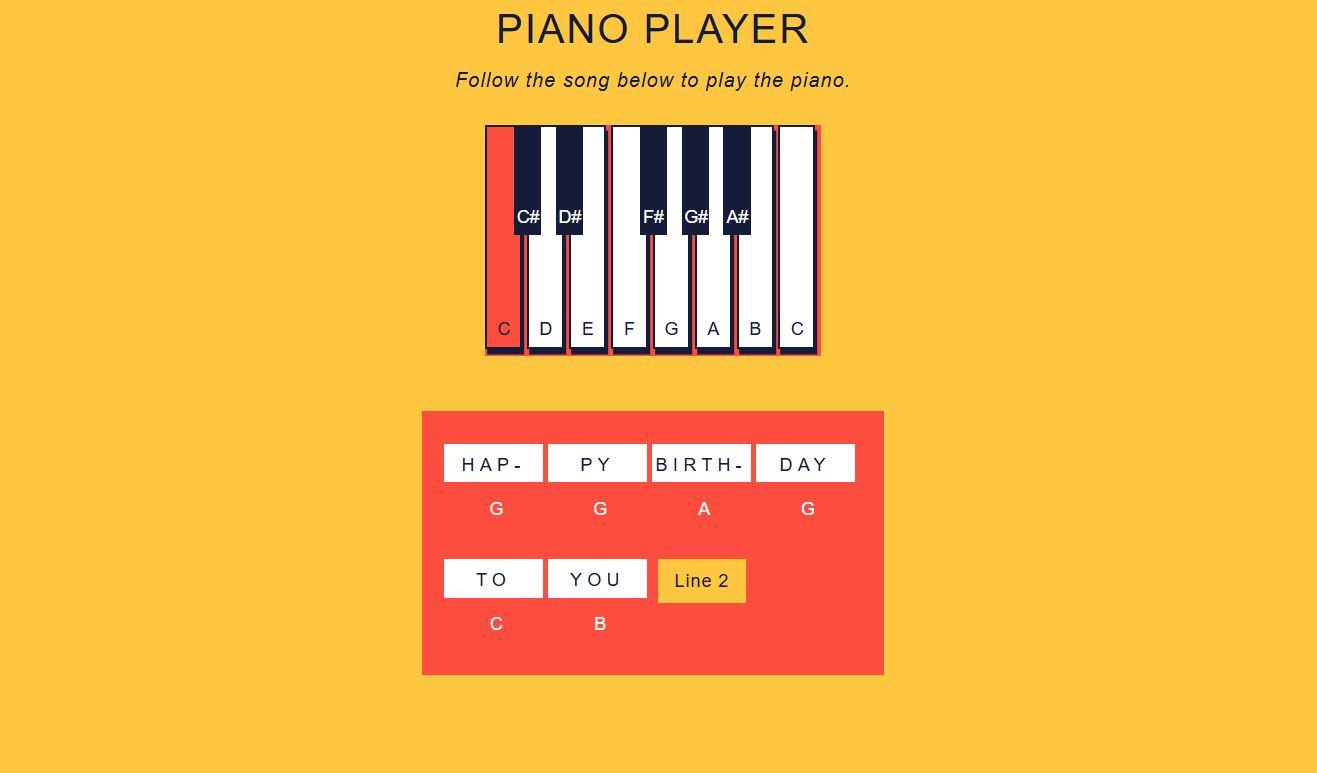 PIANO PLAYER
Follow the song below to play the piano.
C# D# F# G# A#
C D E F G A B C
HAP- PY BIRTH- DAY
G G A G
TO YOU Line 2
C B